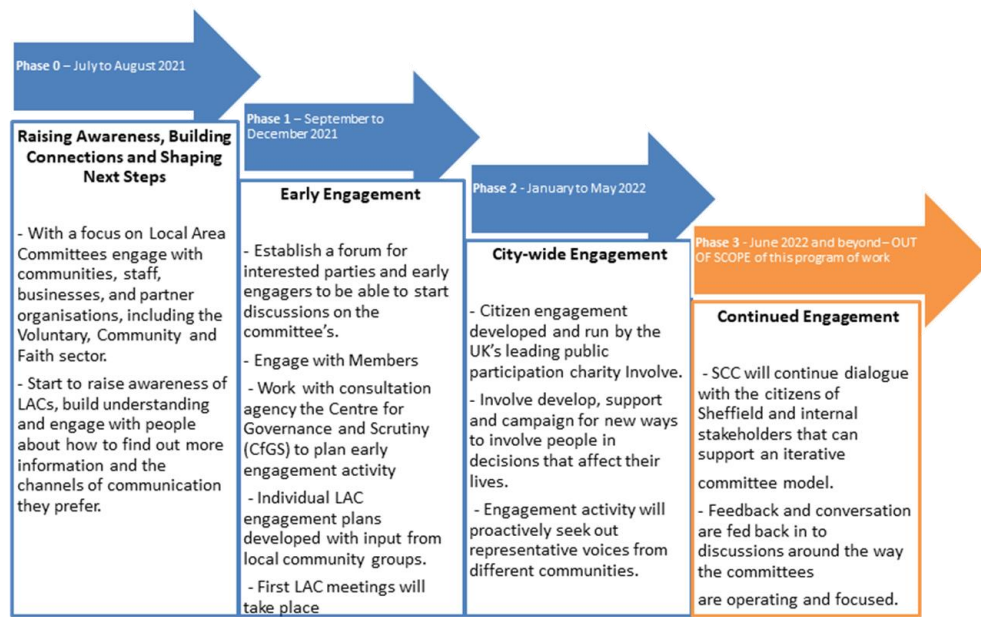 Phase 0 – July to August 2021
Raising Awareness, Building
Connections and Shaping
Next Steps
- With a focus on Local Area
Committees engage with
communities, staff,
businesses, and partner
organisations, including the
Voluntary, Community and
Faith sector.
- Start to raise awareness of
LACs, build understanding
and engage with people
about how to find out more
information and the
channels of communication
they prefer.
Phase 1 – September to
December 2021
Early Engagement
- Establish a forum for
interested parties and early
engagers to be able to start
discussions on the
committee's.
- Engage with Members
- Work with consultation
agency the Centre for
Governance and Scrutiny
(CfGS) to plan early
engagement activity
- Individual LAC
engagement plans
developed with input from
local community groups.
- First LAC meetings will
take place
Phase 2 - January to May 2022
City-wide Engagement
- Citizen engagement
developed and run by the
UK's leading public
participation charity Involve.
- Involve develop, support
and campaign for new ways
to involve people in
decisions that affect their
lives.
- Engagement activity will
proactively seek out
representative voices from
different communities.
Phase 3 - June 2022 and beyond– OUT
OF SCOPE of this program of work
Continued Engagement
- SCC will continue dialogue
with the citizens of
Sheffield and internal
stakeholders that can
support an iterative
committee model.
- Feedback and conversation
are fed back in to
discussions around the way
the committees
are operating and focused.